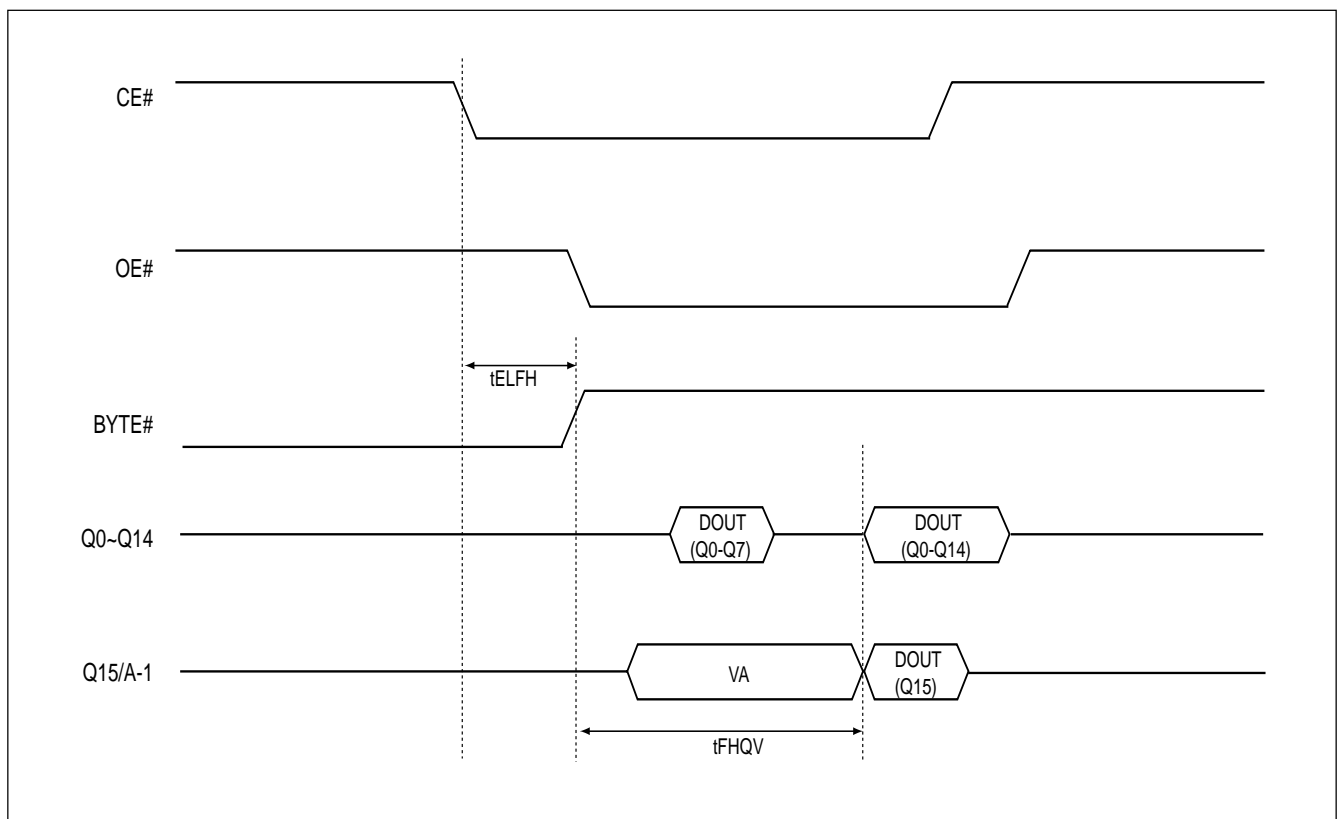 CE#
OE#
tELFH
BYTE#
Q0~Q14
DOUT
(Q0-Q7)
DOUT
(Q0-Q14)
Q15/A-1
VA
DOUT
(Q15)
tFHQV